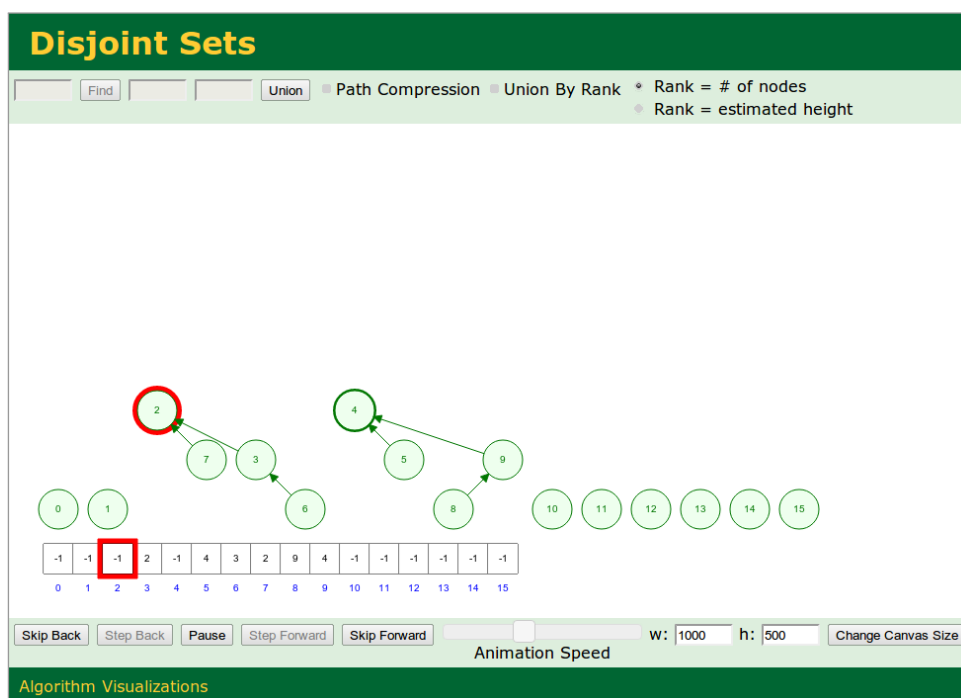 Disjoint Sets
Find Union Path Compression Union By Rank Rank = # of nodes
Rank = estimated height
2 4
7 3 5 9
0 1 6 8 10 11 12 13 14 15
-1 -1 -1 2 -1 4 3 2 9 4 -1 -1 -1 -1 -1 -1
0 1 2 3 4 5 6 7 8 9 10 11 12 13 14 15
Skip Back Step Back Pause Step Forward Skip Forward w: 1000 h: 500 Change Canvas Size
Animation Speed
Algorithm Visualizations